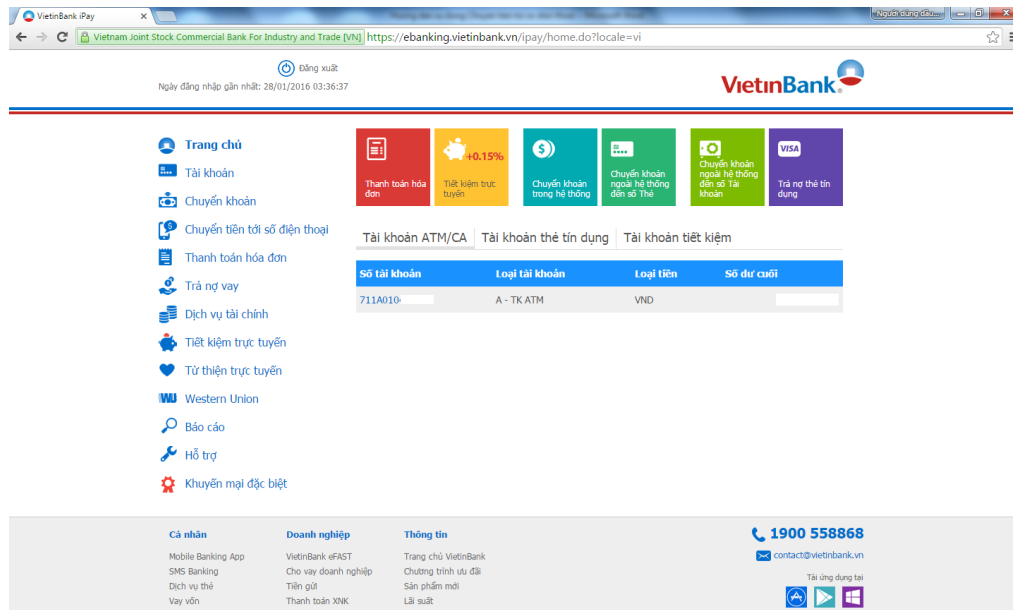 VietinBank iPay
Người dùng đầu...
Vietnam Joint Stock Commercial Bank For Industry and Trade [VN] https://ebanking.vietinbank.vn/ipay/home.do?locale=vi
Đăng xuất
Ngày đăng nhập gần nhất: 28/01/2016 03:36:37
VietinBank
Trang chủ
Tài khoản
Chuyển khoản
Chuyển tiền tới số điện thoại
Thanh toán hóa đơn
Trả nợ vay
Dịch vụ tài chính
Tiết kiệm trực tuyến
Từ thiện trực tuyến
WU Western Union
Báo cáo
Hỗ trợ
Khuyến mại đặc biệt
Thanh toán hóa
đơn
+0.15%
Tiết kiệm trực
tuyến
Chuyển khoản
trong hệ thống
Chuyển khoản
ngoài hệ thống
đến số Thẻ
Chuyển khoản
ngoài hệ thống
đến số Tài
khoản
VISA
Trả nợ thẻ tín
dụng
Tài khoản ATM/CA Tài khoản thẻ tín dụng Tài khoản tiết kiệm
Số tài khoản Loại tài khoản Loại tiền Số dư cuối
711A010 A - TK ATM VND
Cá nhân
Mobile Banking App
SMS Banking
Dịch vụ thẻ
Vay vốn
Doanh nghiệp
VietinBank eFAST
Cho vay doanh nghiệp
Tiền gửi
Thanh toán XNK
Thông tin
Trang chủ VietinBank
Chương trình ưu đãi
Sản phẩm mới
Lãi suất
1900 558868
contact@vietinbank.vn
Tải ứng dụng tại